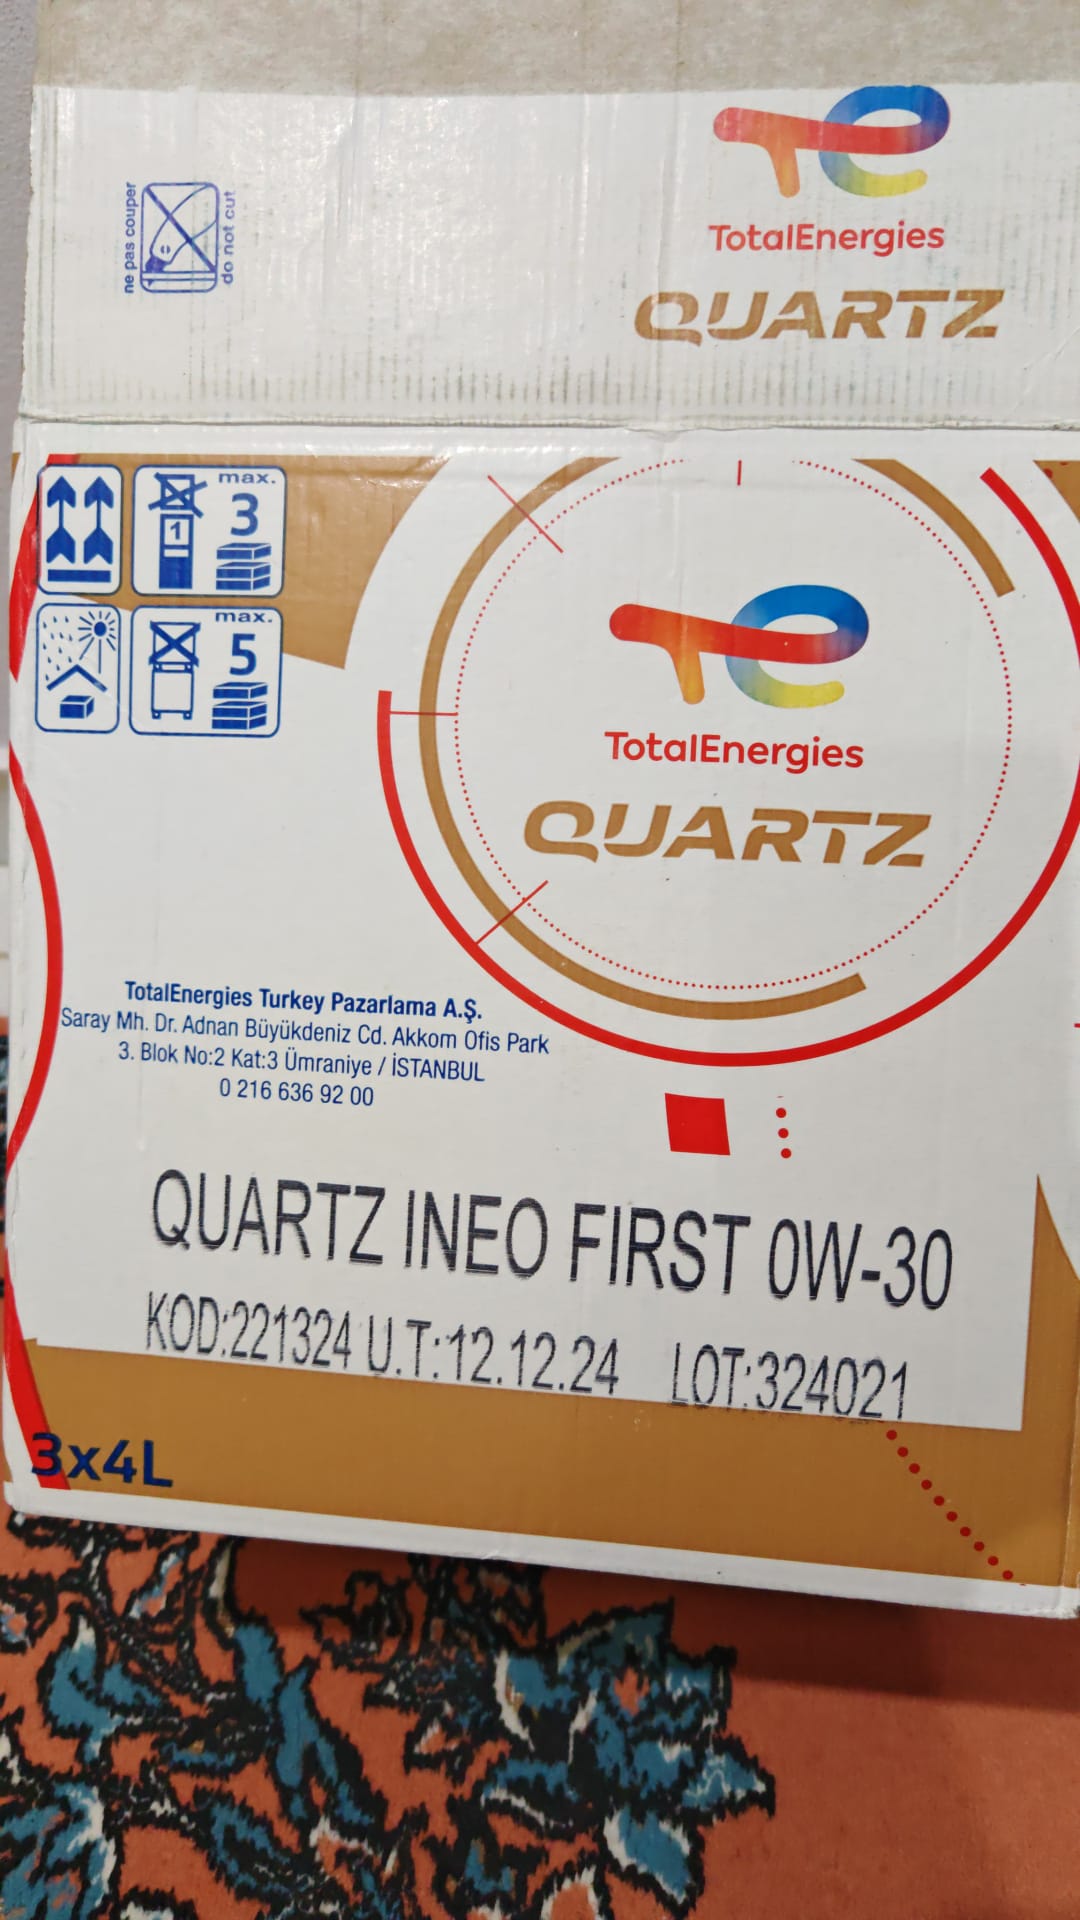 ne pas couper
do not cut
TotalEnergies
QUARTZ
max.
3
1
max.
5
TotalEnergies
QUARTZ
TotalEnergies Turkey Pazarlama A.Ş.
Saray Mh. Dr. Adnan Büyükdeniz Cd. Akkom Ofis Park
3. Blok No:2 Kat:3 Ümraniye / İSTANBUL
0 216 636 92 00
QUARTZ INEO FIRST 0W-30
KOD:221324 U.T:12.12.24 LOT:324021
3x4L